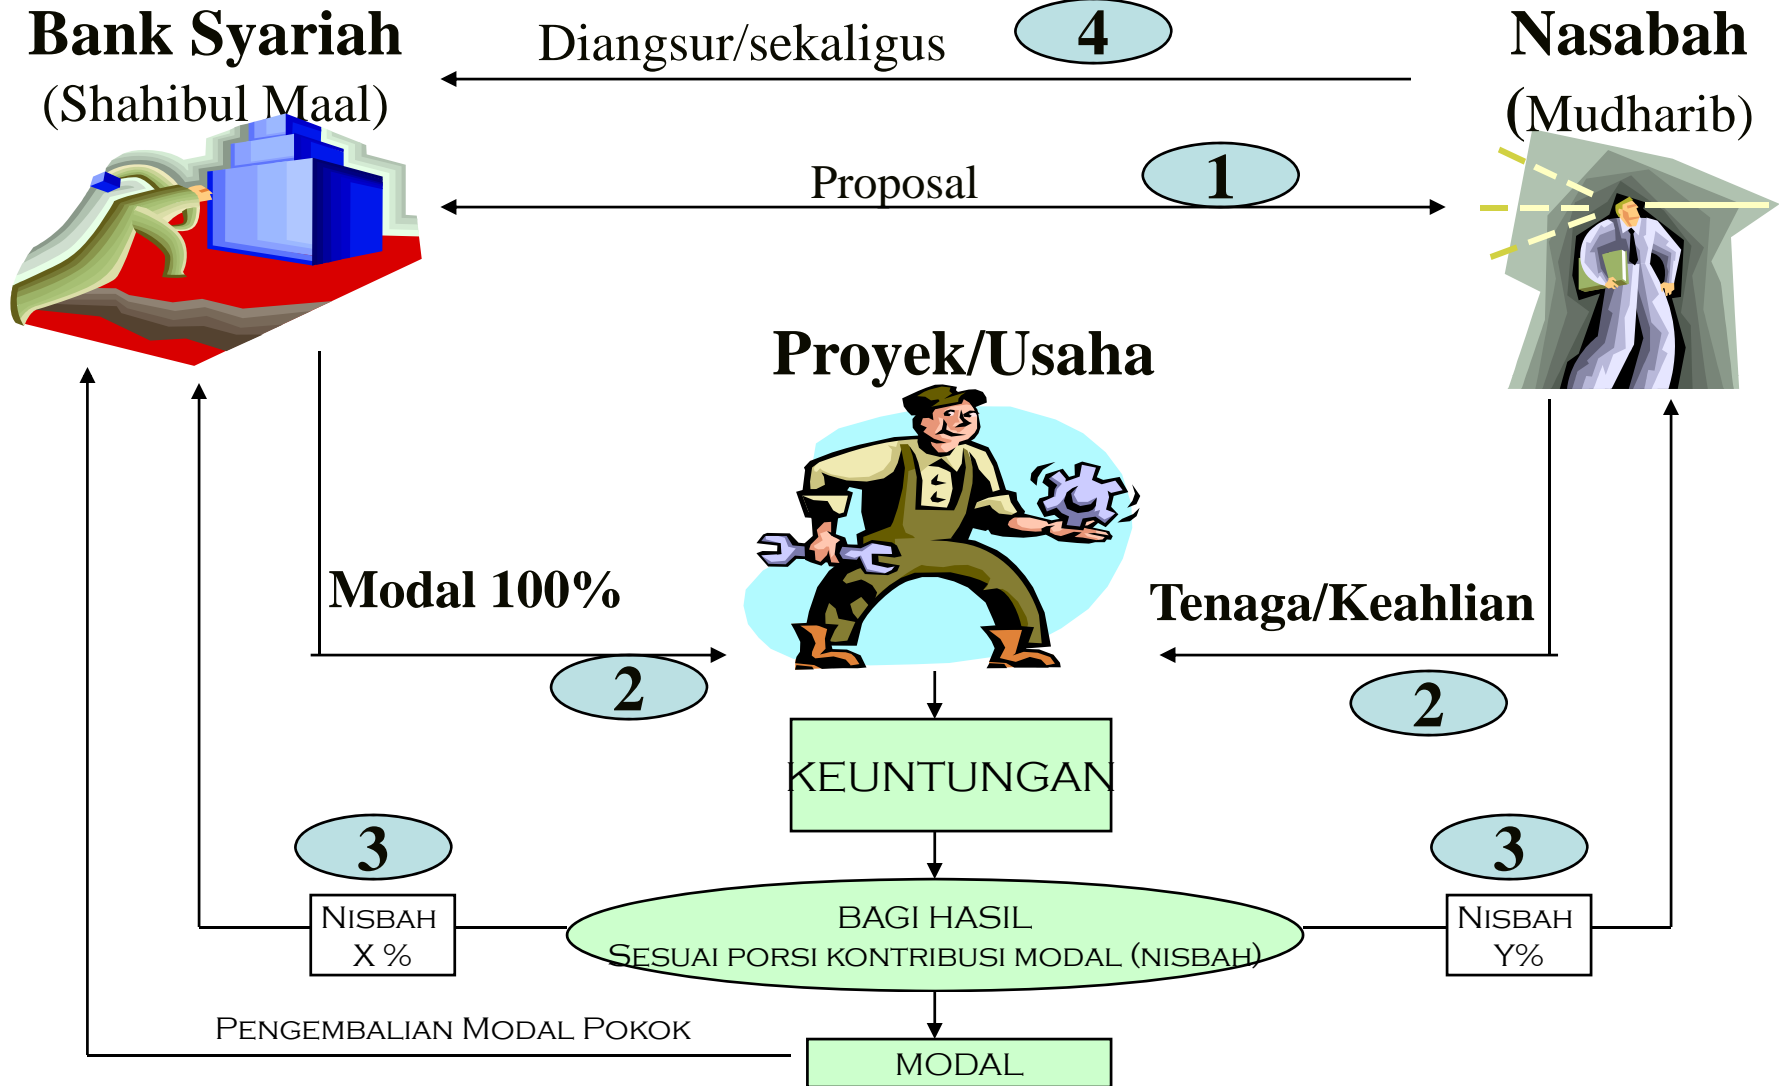 Bank Syariah
(Shahibul Maal)
Diangsur/sekaligus
4
Nasabah
(Mudharib)
Proposal
1
Proyek/Usaha
Modal 100%
2
Tenaga/Keahlian
2
KEUNTUNGAN
3
3
NISBAH
X %
BAGI HASIL
SESUAI PORSI KONTRIBUSI MODAL (NISBAH)
NISBAH
Y%
PENGEMBALIAN MODAL POKOK
MODAL